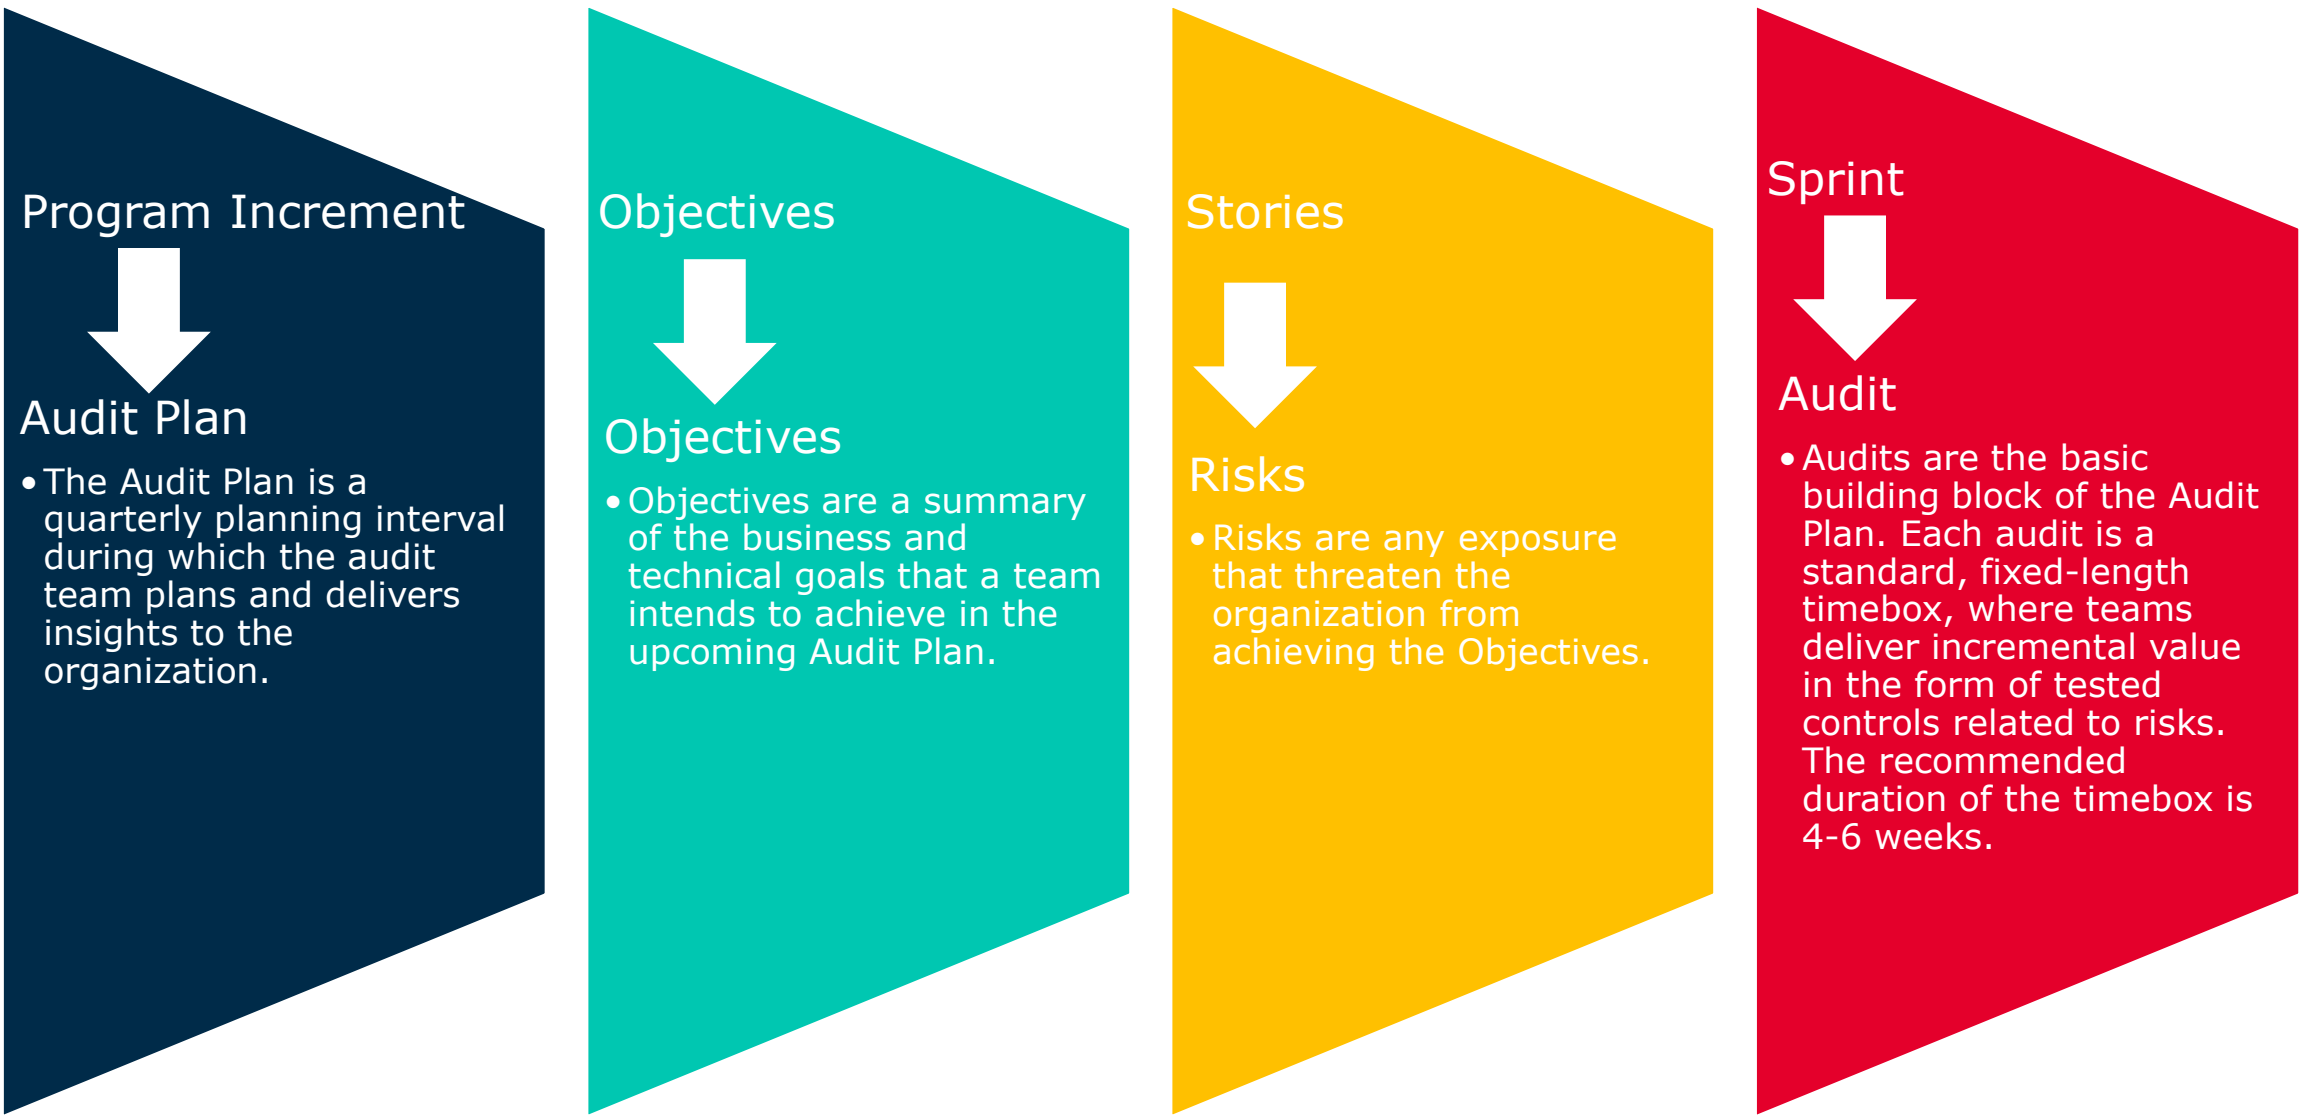 Program Increment
Audit Plan
•The Audit Plan is a
quarterly planning interval
during which the audit
team plans and delivers
insights to the
organization.
Objectives
Objectives
•Objectives are a summary
of the business and
technical goals that a team
intends to achieve in the
upcoming Audit Plan.
Stories
Risks
•Risks are any exposure
that threaten the
organization from
achieving the Objectives.
Sprint
Audit
•Audits are the basic
building block of the Audit
Plan. Each audit is a
standard, fixed-length
timebox, where teams
deliver incremental value
in the form of tested
controls related to risks.
The recommended
duration of the timebox is
4-6 weeks.